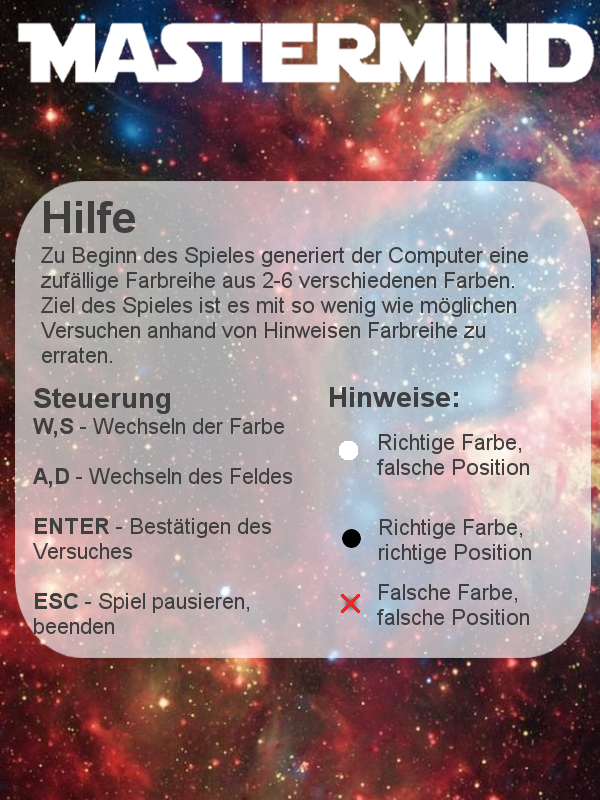 MASTERMIND
Hilfe
Zu Beginn des Spieles generiert der Computer eine
zufällige Farbreihe aus 2-6 verschiedenen Farben.
Ziel des Spieles ist es mit so wenig wie möglichen
Versuchen anhand von Hinweisen Farbreihe zu
erraten.
Steuerung
W,S - Wechseln der Farbe
A,D - Wechseln des Feldes
ENTER - Bestätigen des
Versuches
ESC - Spiel pausieren,
beenden
Hinweise:
Richtige Farbe,
falsche Position
Richtige Farbe,
richtige Position
Falsche Farbe,
falsche Position